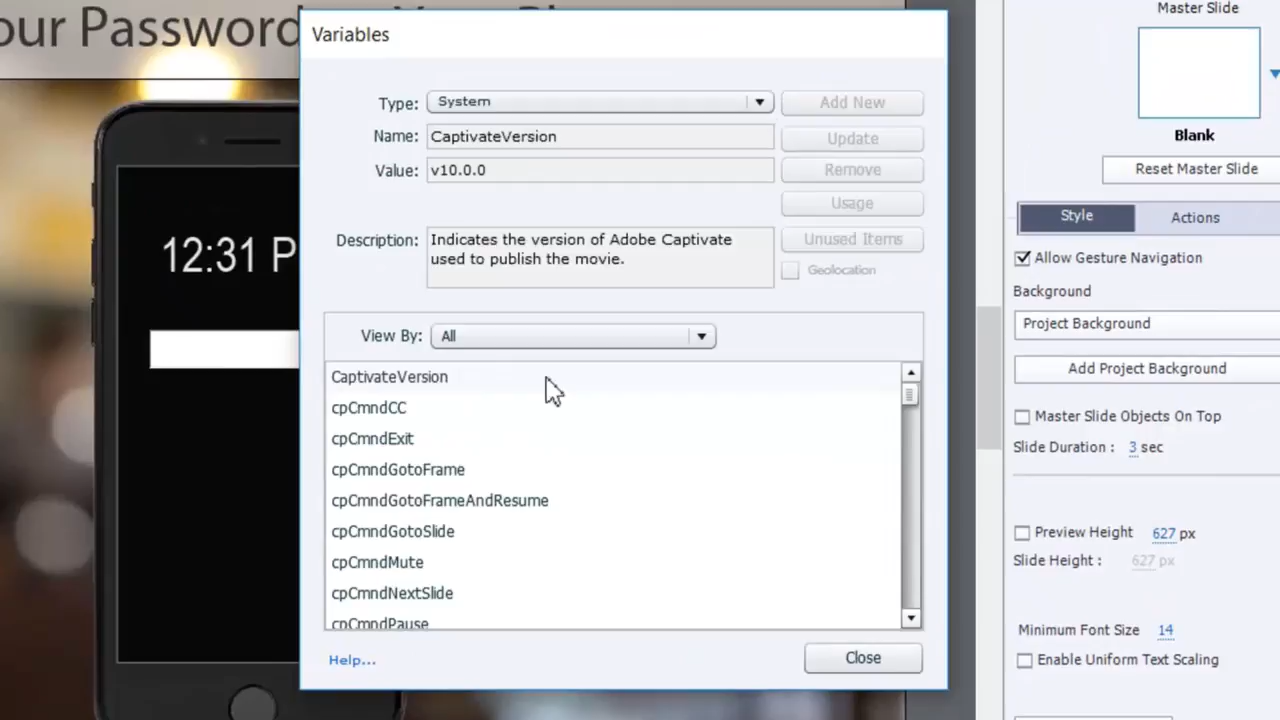 our Password
Variables
Type: System
Add New
Name: CaptivateVersion
Update
Value: v10.0.0
Remove
Usage
Description: Indicates the version of Adobe Captivate
used to publish the movie.
Unused Items
Geolocation
View By: All
CaptivateVersion
cpCmndCC
cpCmndExit
cpCmndGotoFrame
cpCmndGotoFrameAndResume
cpCmndGotoSlide
cpCmndMute
cpCmndNextSlide
cpCmndPause
Help...
Close
12:31 P
Master Slide
Blank
Reset Master Slide
Style
Actions
Allow Gesture Navigation
Background
Project Background
Add Project Background
Master Slide Objects On Top
Slide Duration : 3 sec
Preview Height 627 px
Slide Height : 627 px
Minimum Font Size 14
Enable Uniform Text Scaling